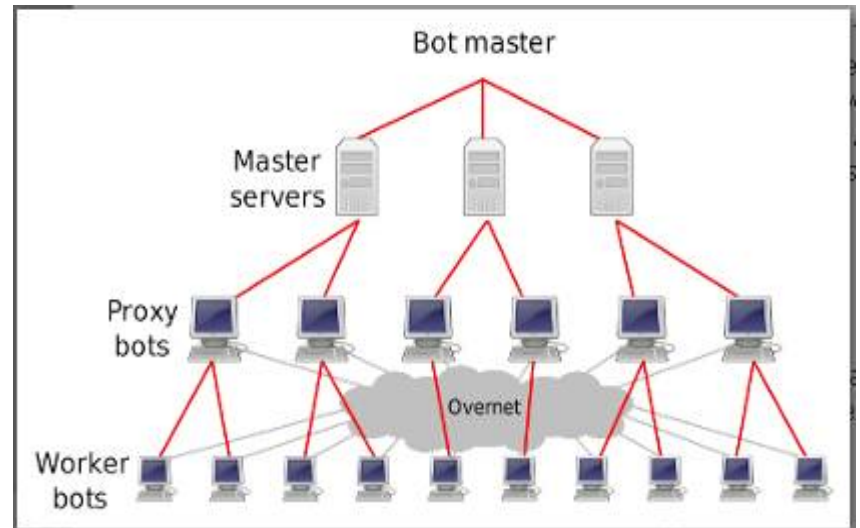 Bot master
Master
servers
Proxy
bots
Overnet
Worker
bots